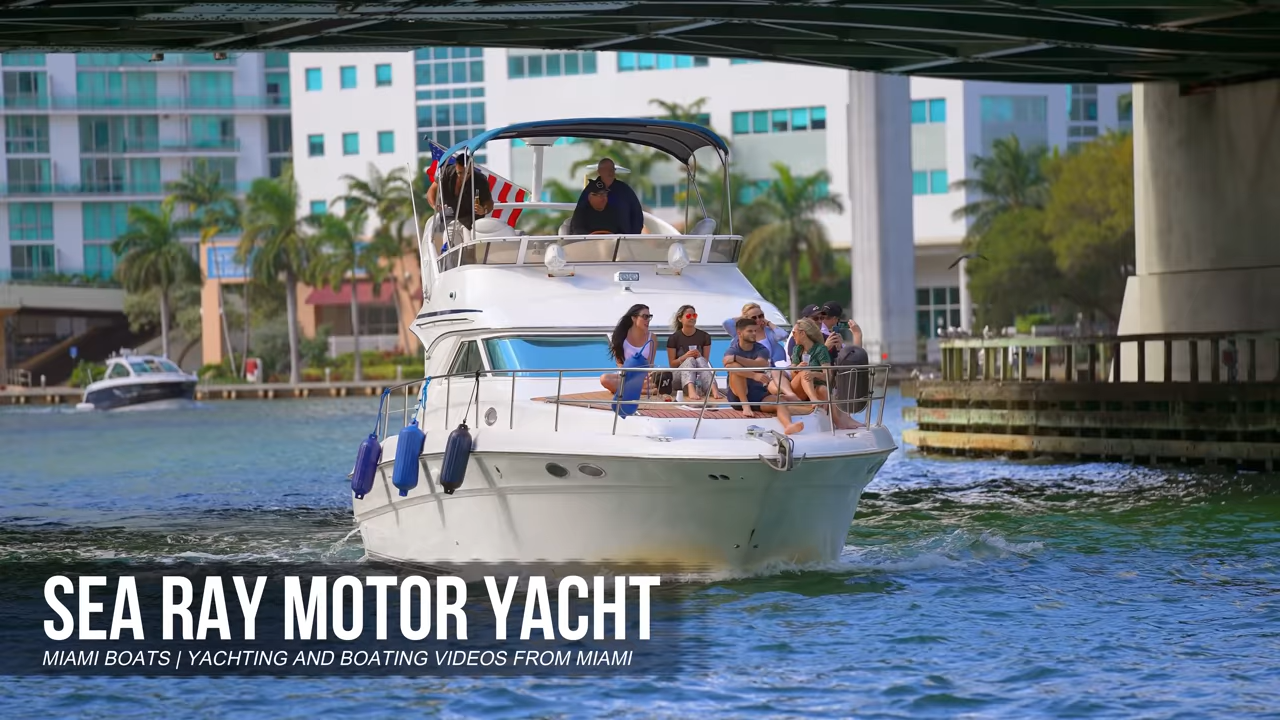 SEA RAY MOTOR YACHT
MIAMI BOATS | YACHTING AND BOATING VIDEOS FROM MIAMI